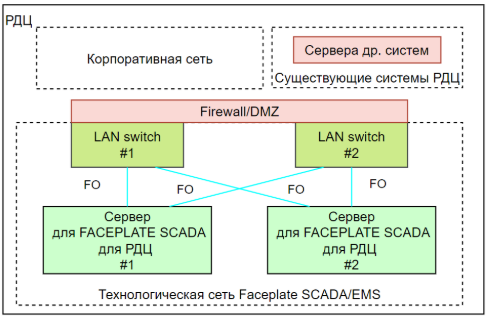 РДЦ
Корпоративная сеть
Сервера др. систем
Существующие системы РДЦ
Firewall/DMZ
LAN switch
#1
LAN switch
#2
FO
FO
FO
FO
Сервер
для FACEPLATE SCADA
для РДЦ
#1
Сервер
для FACEPLATE SCADA
для РДЦ
#2
Технологическая сеть Faceplate SCADA/EMS